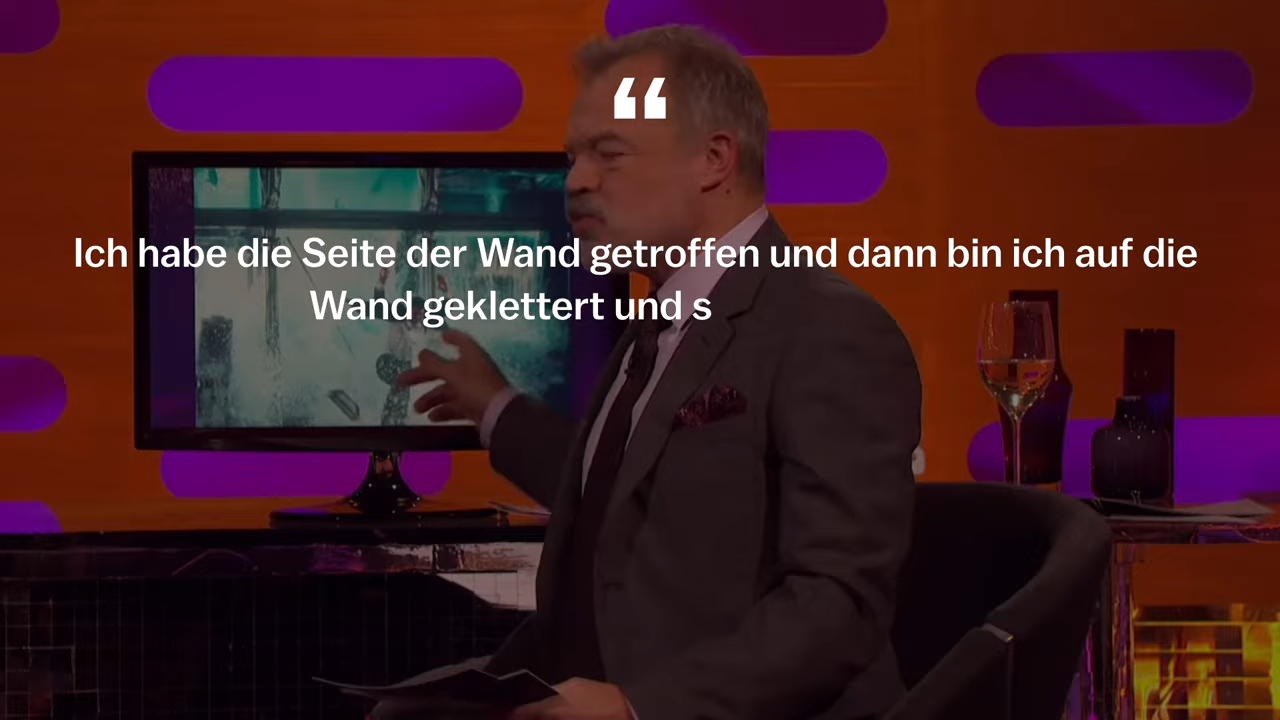 “
Ich habe die Seite der Wand getroffen und dann bin ich auf die
Wand geklettert und s